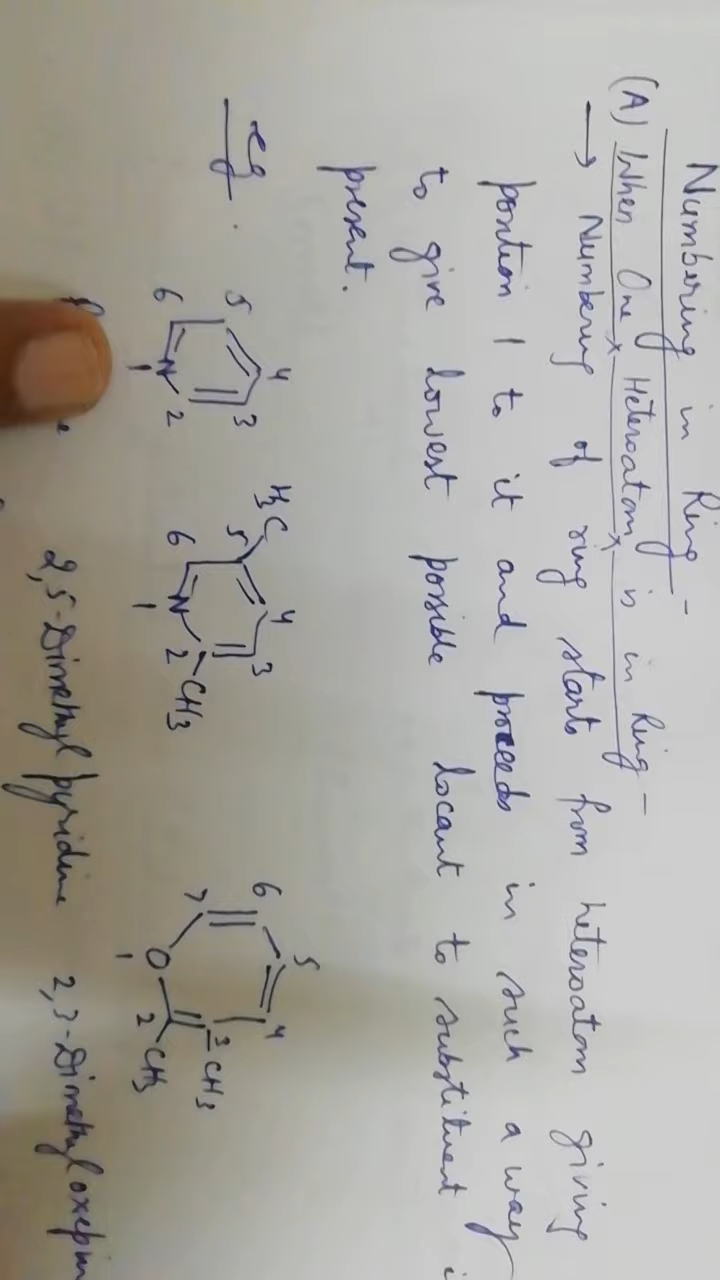 Numbering in Ring -
(A) When One Heteroatom is in Ring -
→ Numbering of ring starts from heteroatom giving
position 1 to it and proceeds in such a way
to give lowest possible locant to substituent
present.
eg.
5 4 3 6 N 2 1
H3C 5 4 3 6 N 2 CH3 1
6 5 4 7 O 3 CH3 2 CH3 1
2,5-Dimethyl pyridine 2,3-Dimethyl oxepin